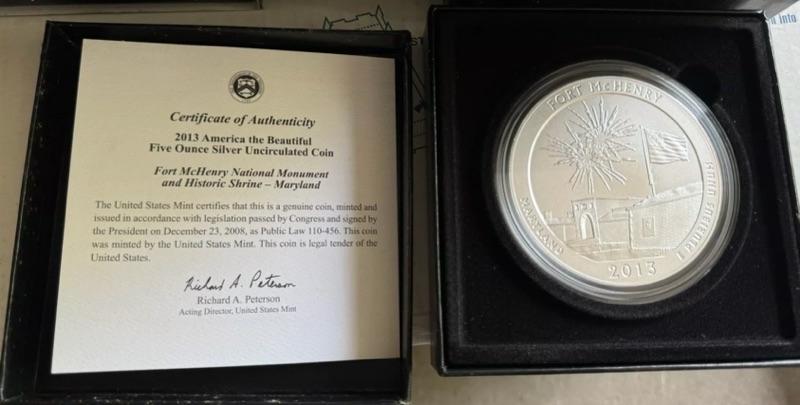 Certificate of Authenticity
2013 America the Beautiful
Five Ounce Silver Uncirculated Coin
Fort McHenry National Monument
and Historic Shrine – Maryland
The United States Mint certifies that this is a genuine coin, minted and
issued in accordance with legislation passed by Congress and signed by
the President on December 23, 2008, as Public Law 110-456. This coin
was minted by the United States Mint. This coin is legal tender of the
United States.
Richard A. Peterson
Richard A. Peterson
Acting Director, United States Mint
FORT McHENRY
MARYLAND
2013
E PLURIBUS UNUM